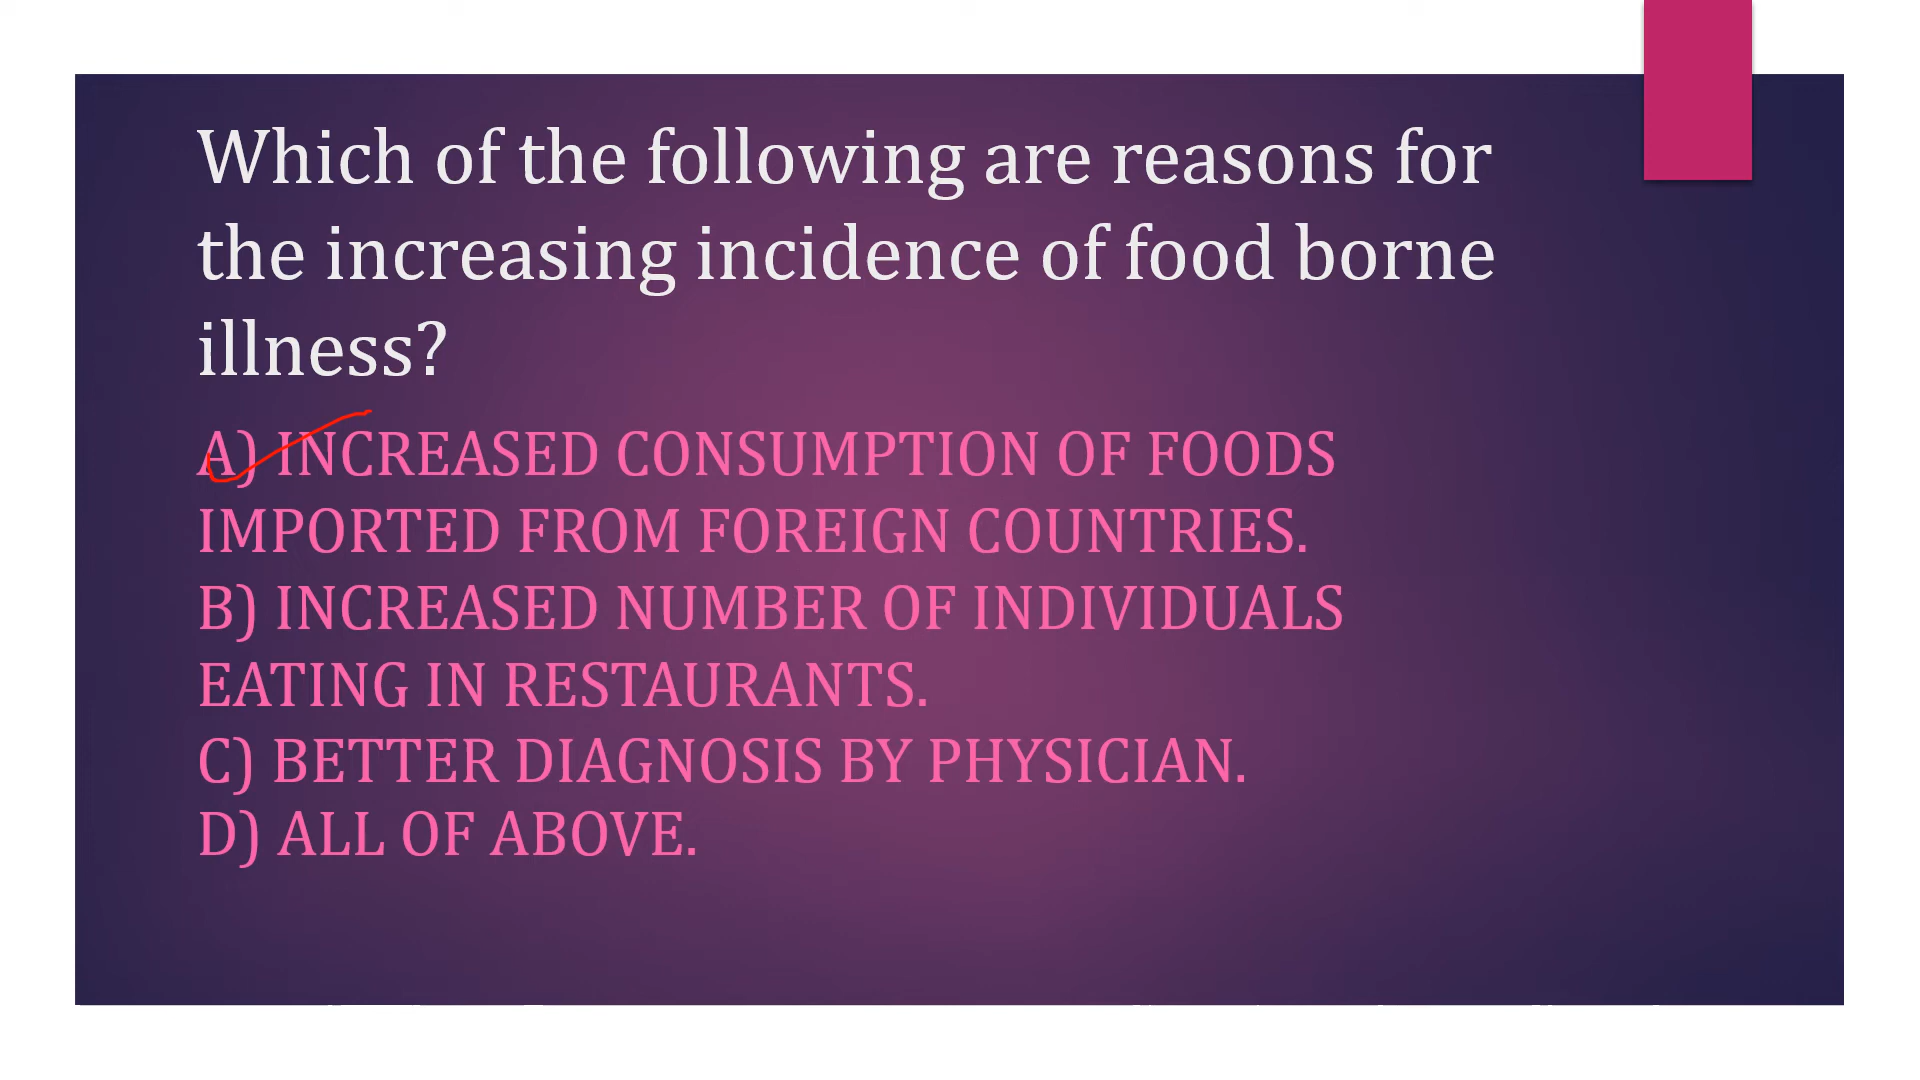 Which of the following are reasons for
the increasing incidence of food borne
illness?
A) INCREASED CONSUMPTION OF FOODS
IMPORTED FROM FOREIGN COUNTRIES.
B) INCREASED NUMBER OF INDIVIDUALS
EATING IN RESTAURANTS.
C) BETTER DIAGNOSIS BY PHYSICIAN.
D) ALL OF ABOVE.